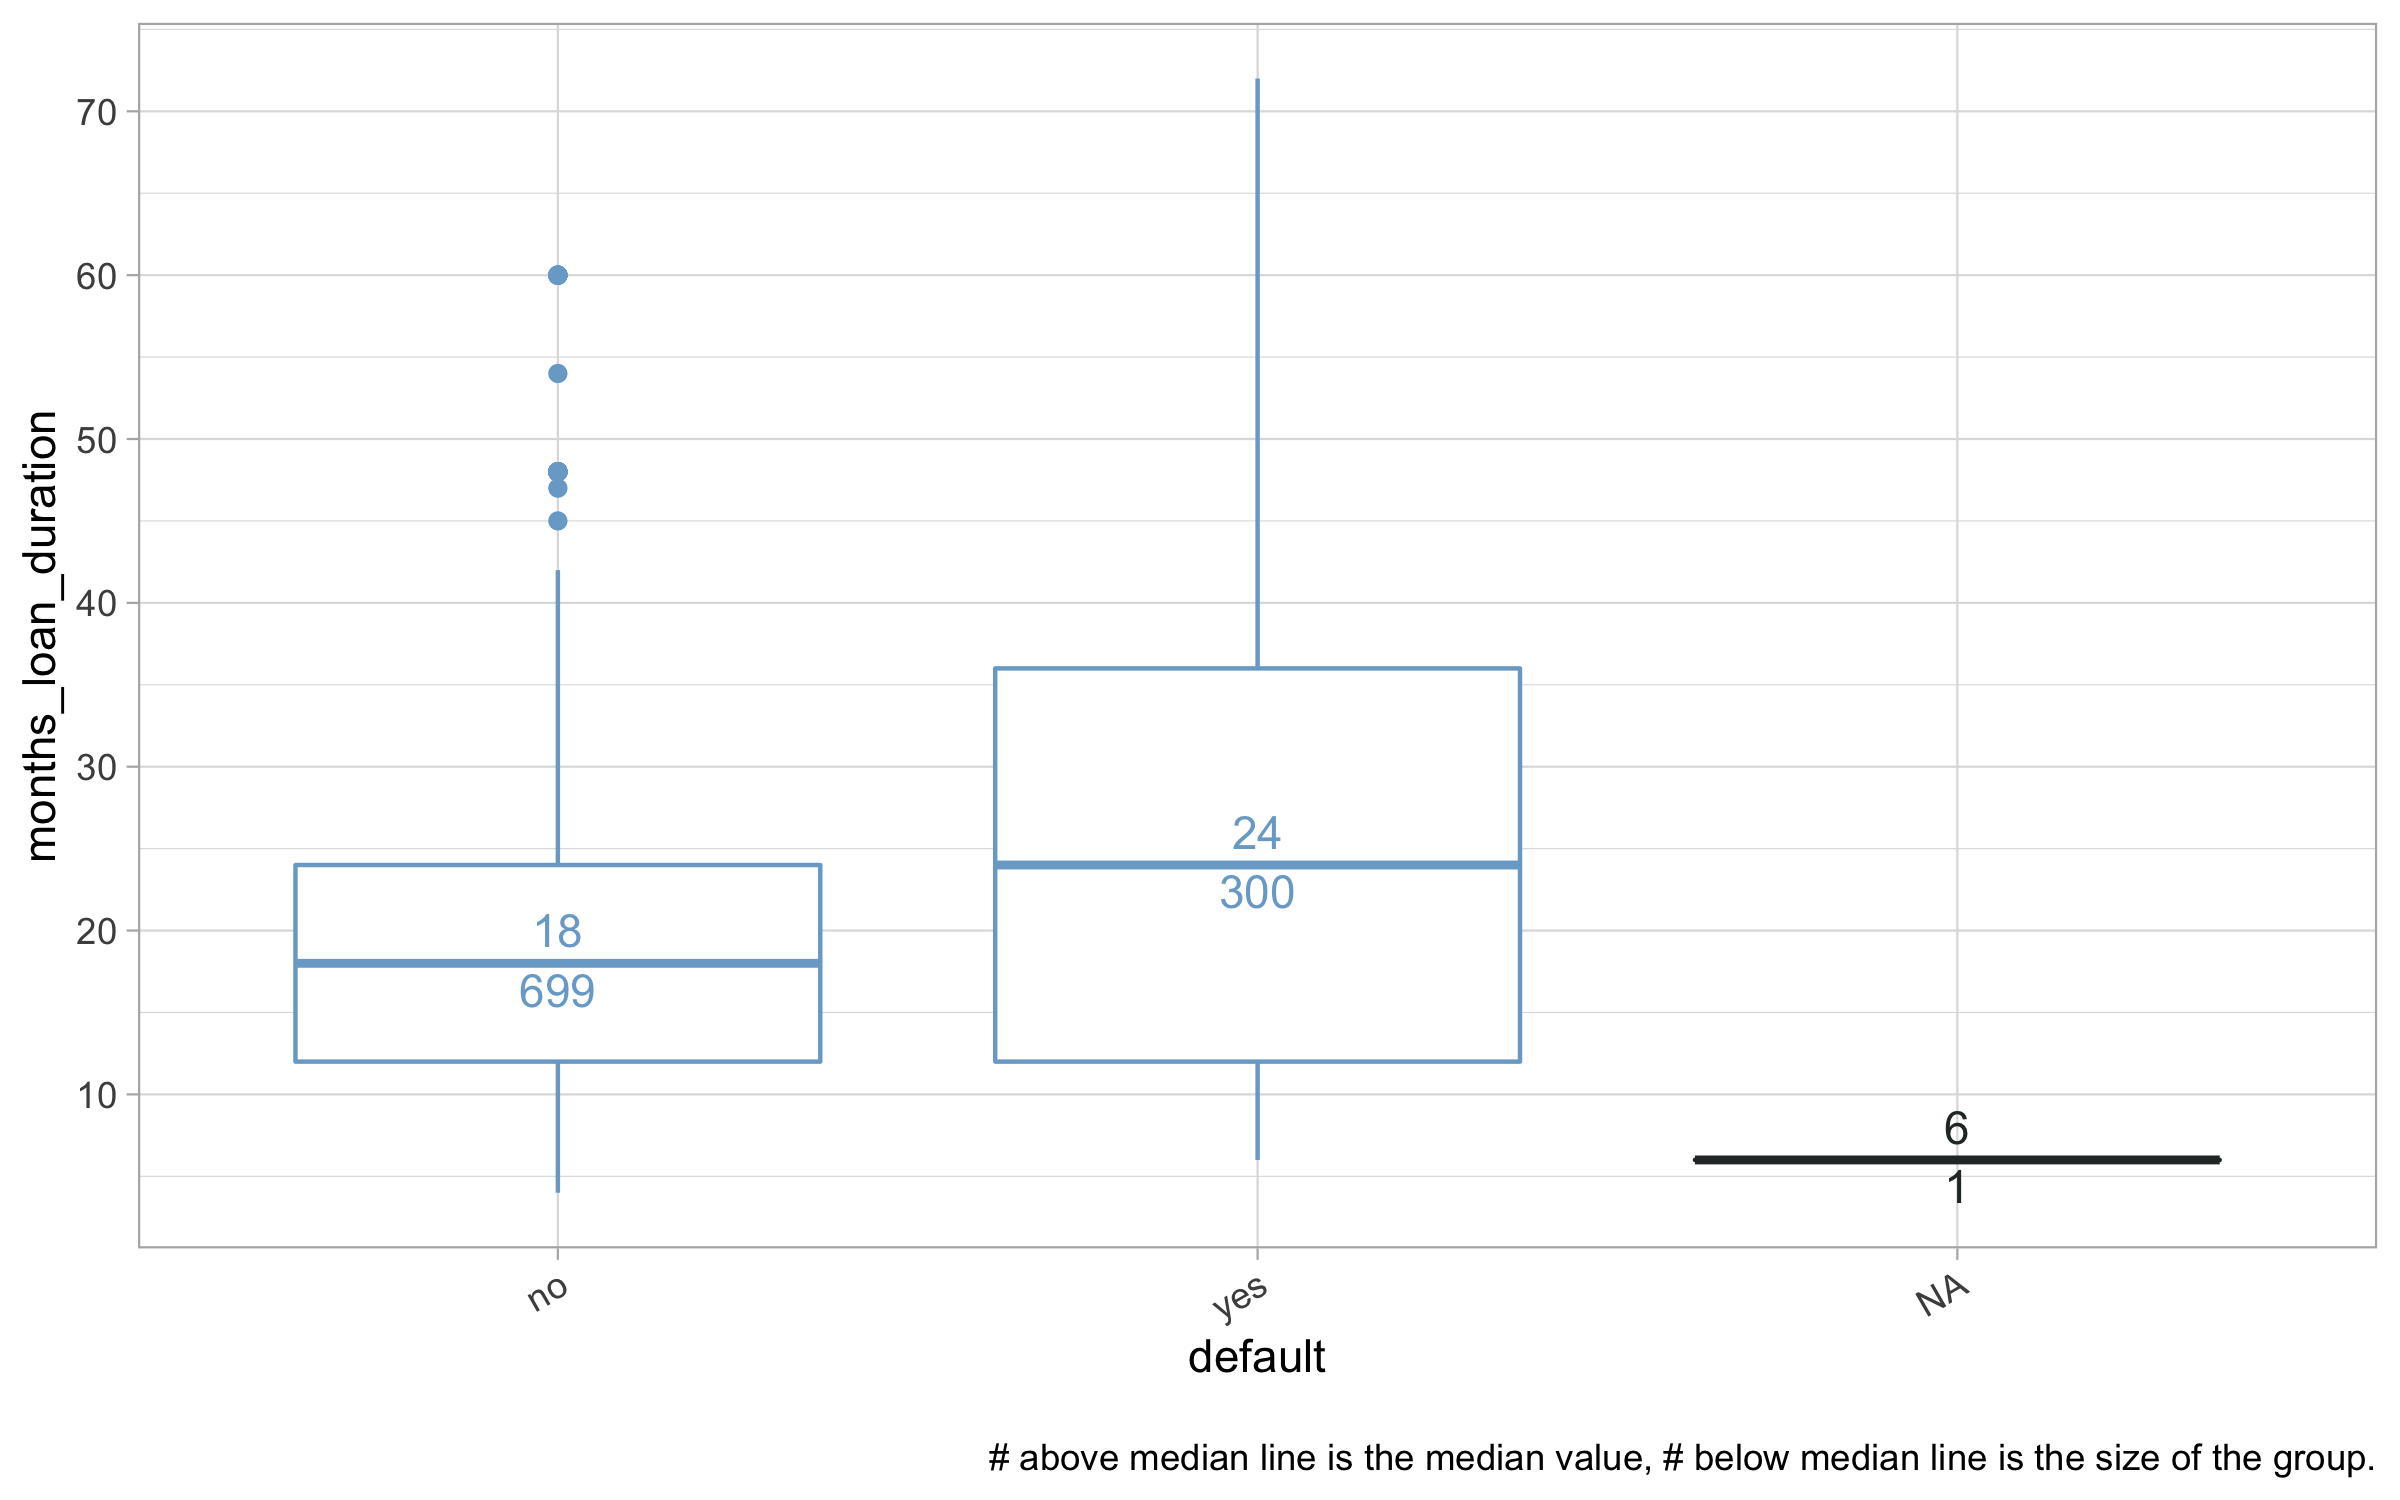 months_loan_duration
70
60
50
40
30
20
10
18
699
24
300
6
1
no
yes
NA
default
# above median line is the median value, # below median line is the size of the group.